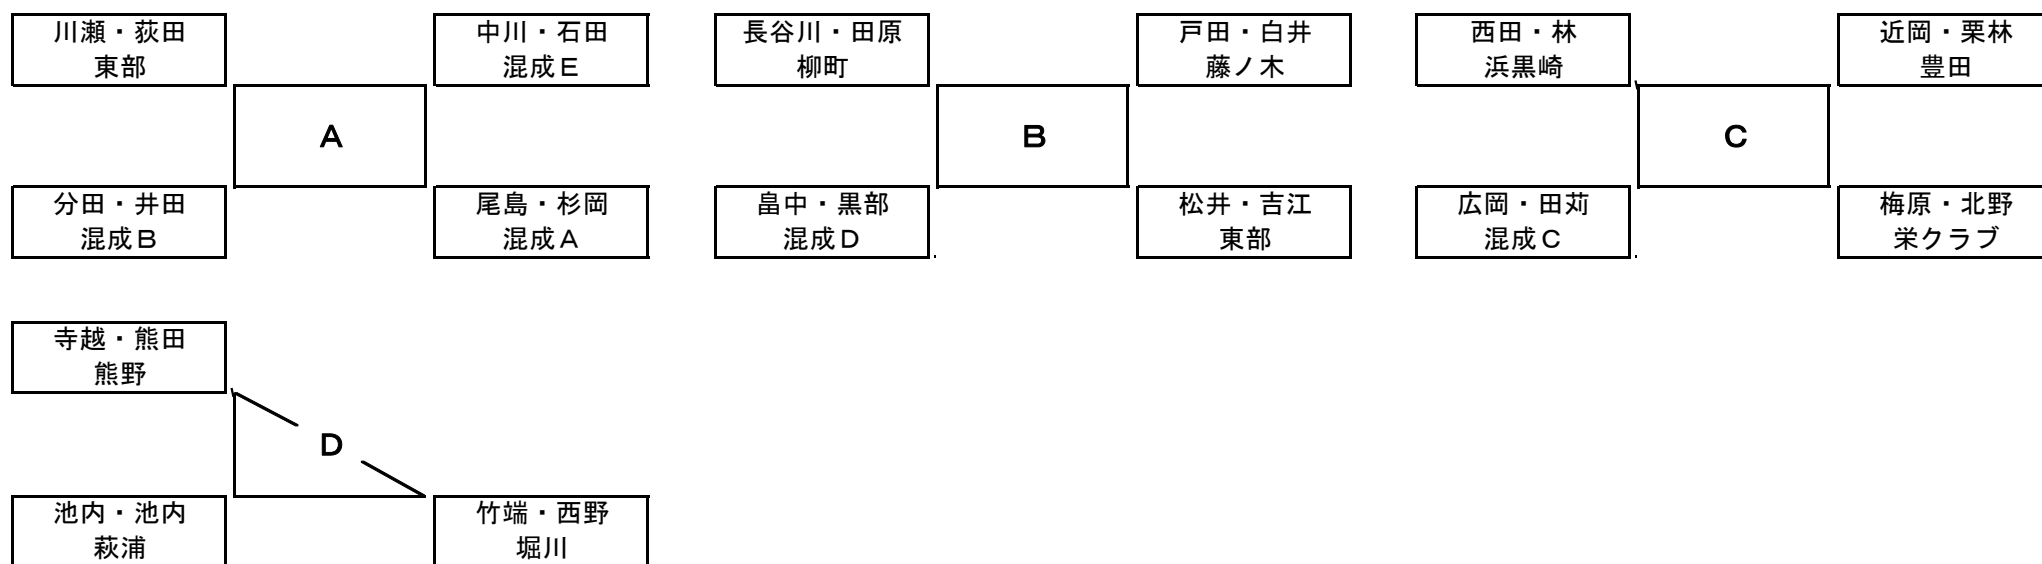 川瀬・荻田
東部
中川・石田
混成Ｅ
長谷川・田原
柳町
戸田・白井
藤ノ木
西田・林
浜黒崎
近岡・栗林
豊田
A
B
C
分田・井田
混成Ｂ
尾島・杉岡
混成Ａ
畠中・黒部
混成Ｄ
松井・吉江
東部
広岡・田苅
混成Ｃ
梅原・北野
栄クラブ
寺越・熊田
熊野
D
池内・池内
萩浦
竹端・西野
堀川